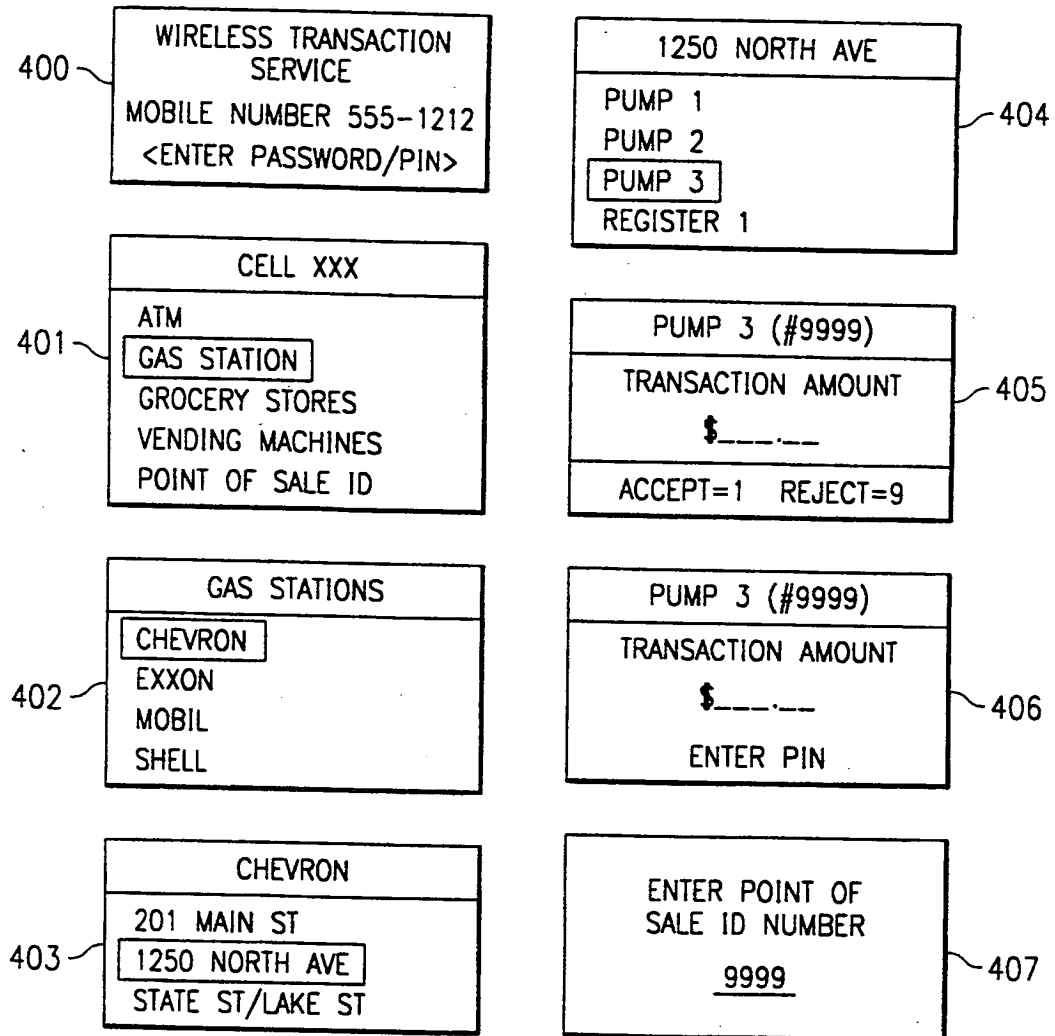 400
WIRELESS TRANSACTION
SERVICE
MOBILE NUMBER 555-1212
<ENTER PASSWORD/PIN>
401
CELL XXX
ATM
GAS STATION
GROCERY STORES
VENDING MACHINES
POINT OF SALE ID
402
GAS STATIONS
CHEVRON
EXXON
MOBIL
SHELL
403
CHEVRON
201 MAIN ST
1250 NORTH AVE
STATE ST/LAKE ST
404
1250 NORTH AVE
PUMP 1
PUMP 2
PUMP 3
REGISTER 1
405
PUMP 3 (#9999)
TRANSACTION AMOUNT
$___.__
ACCEPT=1 REJECT=9
406
PUMP 3 (#9999)
TRANSACTION AMOUNT
$___.__
ENTER PIN
407
ENTER POINT OF
SALE ID NUMBER
9999